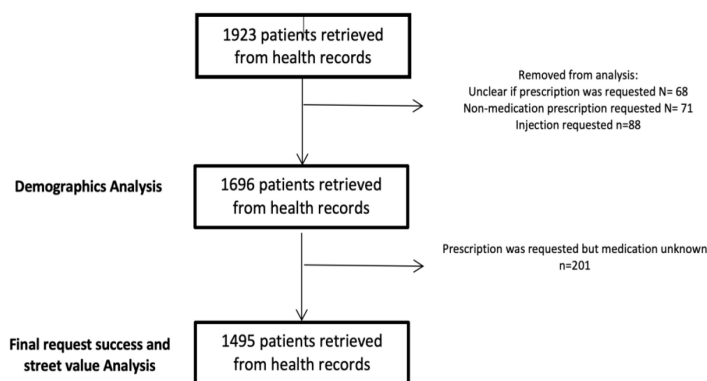 1923 patients retrieved
from health records
Removed from analysis:
Unclear if prescription was requested N= 68
Non-medication prescription requested N= 71
Injection requested n=88
Demographics Analysis
1696 patients retrieved
from health records
Prescription was requested but medication unknown
n=201
Final request success and
street value Analysis
1495 patients retrieved
from health records